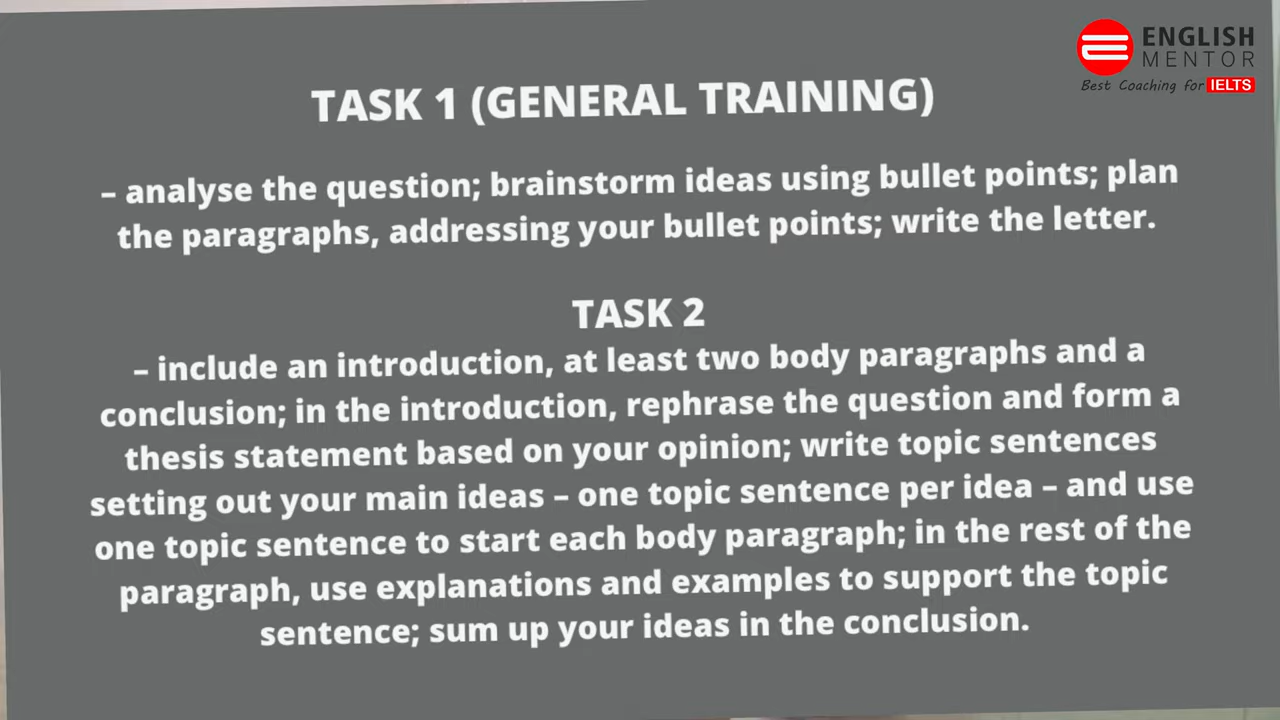 ENGLISH
MENTOR
Best Coaching for IELTS
TASK 1 (GENERAL TRAINING)
– analyse the question; brainstorm ideas using bullet points; plan
the paragraphs, addressing your bullet points; write the letter.
TASK 2
– include an introduction, at least two body paragraphs and a
conclusion; in the introduction, rephrase the question and form a
thesis statement based on your opinion; write topic sentences
setting out your main ideas – one topic sentence per idea – and use
one topic sentence to start each body paragraph; in the rest of the
paragraph, use explanations and examples to support the topic
sentence; sum up your ideas in the conclusion.